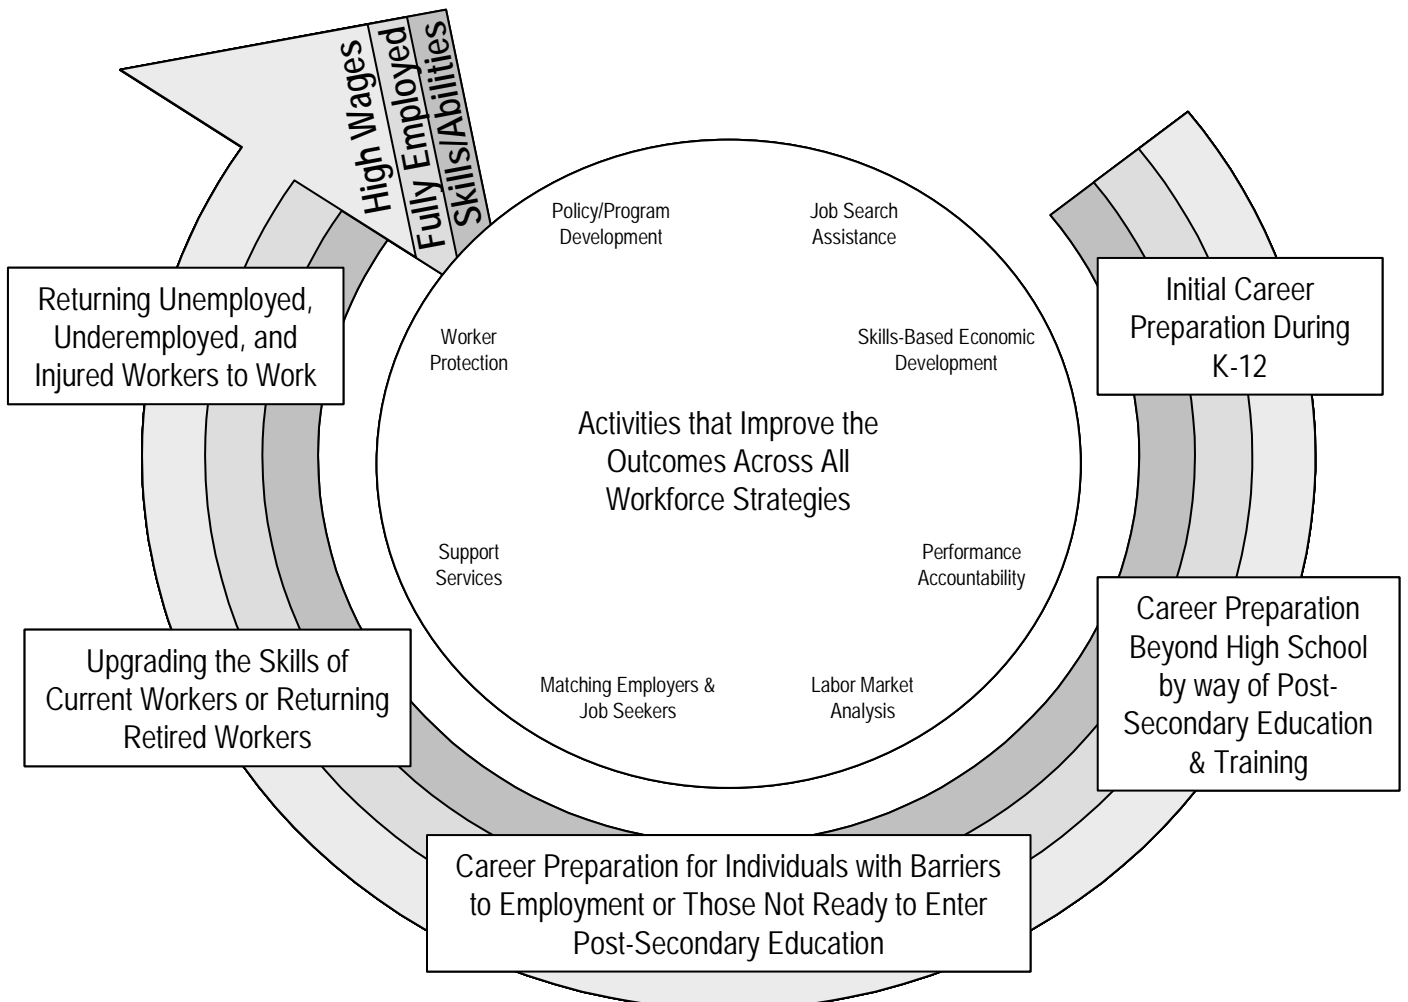 High Wages
Fully Employed
Skills/Abilities
Policy/Program
Development
Job Search
Assistance
Returning Unemployed,
Underemployed, and
Injured Workers to Work
Worker
Protection
Skills-Based Economic
Development
Initial Career
Preparation During
K-12
Activities that Improve the
Outcomes Across All
Workforce Strategies
Support
Services
Performance
Accountability
Upgrading the Skills of
Current Workers or Returning
Retired Workers
Matching Employers &
Job Seekers
Labor Market
Analysis
Career Preparation
Beyond High School
by way of Post-
Secondary Education
& Training
Career Preparation for Individuals with Barriers
to Employment or Those Not Ready to Enter
Post-Secondary Education